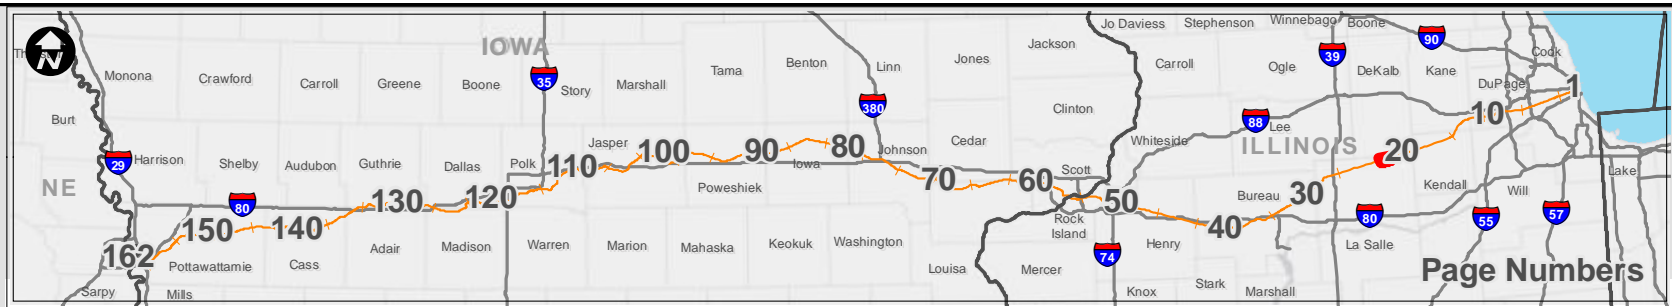 N
IOWA
ILLINOIS
NE
Page Numbers
Monona
Crawford
Carroll
Greene
Boone
Story
Marshall
Tama
Benton
Linn
Jones
Jackson
Clinton
Jo Daviess
Stephenson
Winnebago
Boone
Carroll
Ogle
DeKalb
Kane
Cook
DuPage
Burt
Harrison
Shelby
Audubon
Guthrie
Dallas
Polk
Jasper
Poweshiek
Iowa
Johnson
Cedar
Scott
Whiteside
Lee
Bureau
Kendall
Will
Lake
Sarpy
Mills
Pottawattamie
Cass
Adair
Madison
Warren
Marion
Mahaska
Keokuk
Washington
Louisa
Rock
Island
Mercer
Henry
Knox
Stark
Marshall
La Salle
29
80
35
380
74
88
39
90
80
55
57
162
150
140
130
120
110
100
90
80
70
60
50
40
30
20
10
1